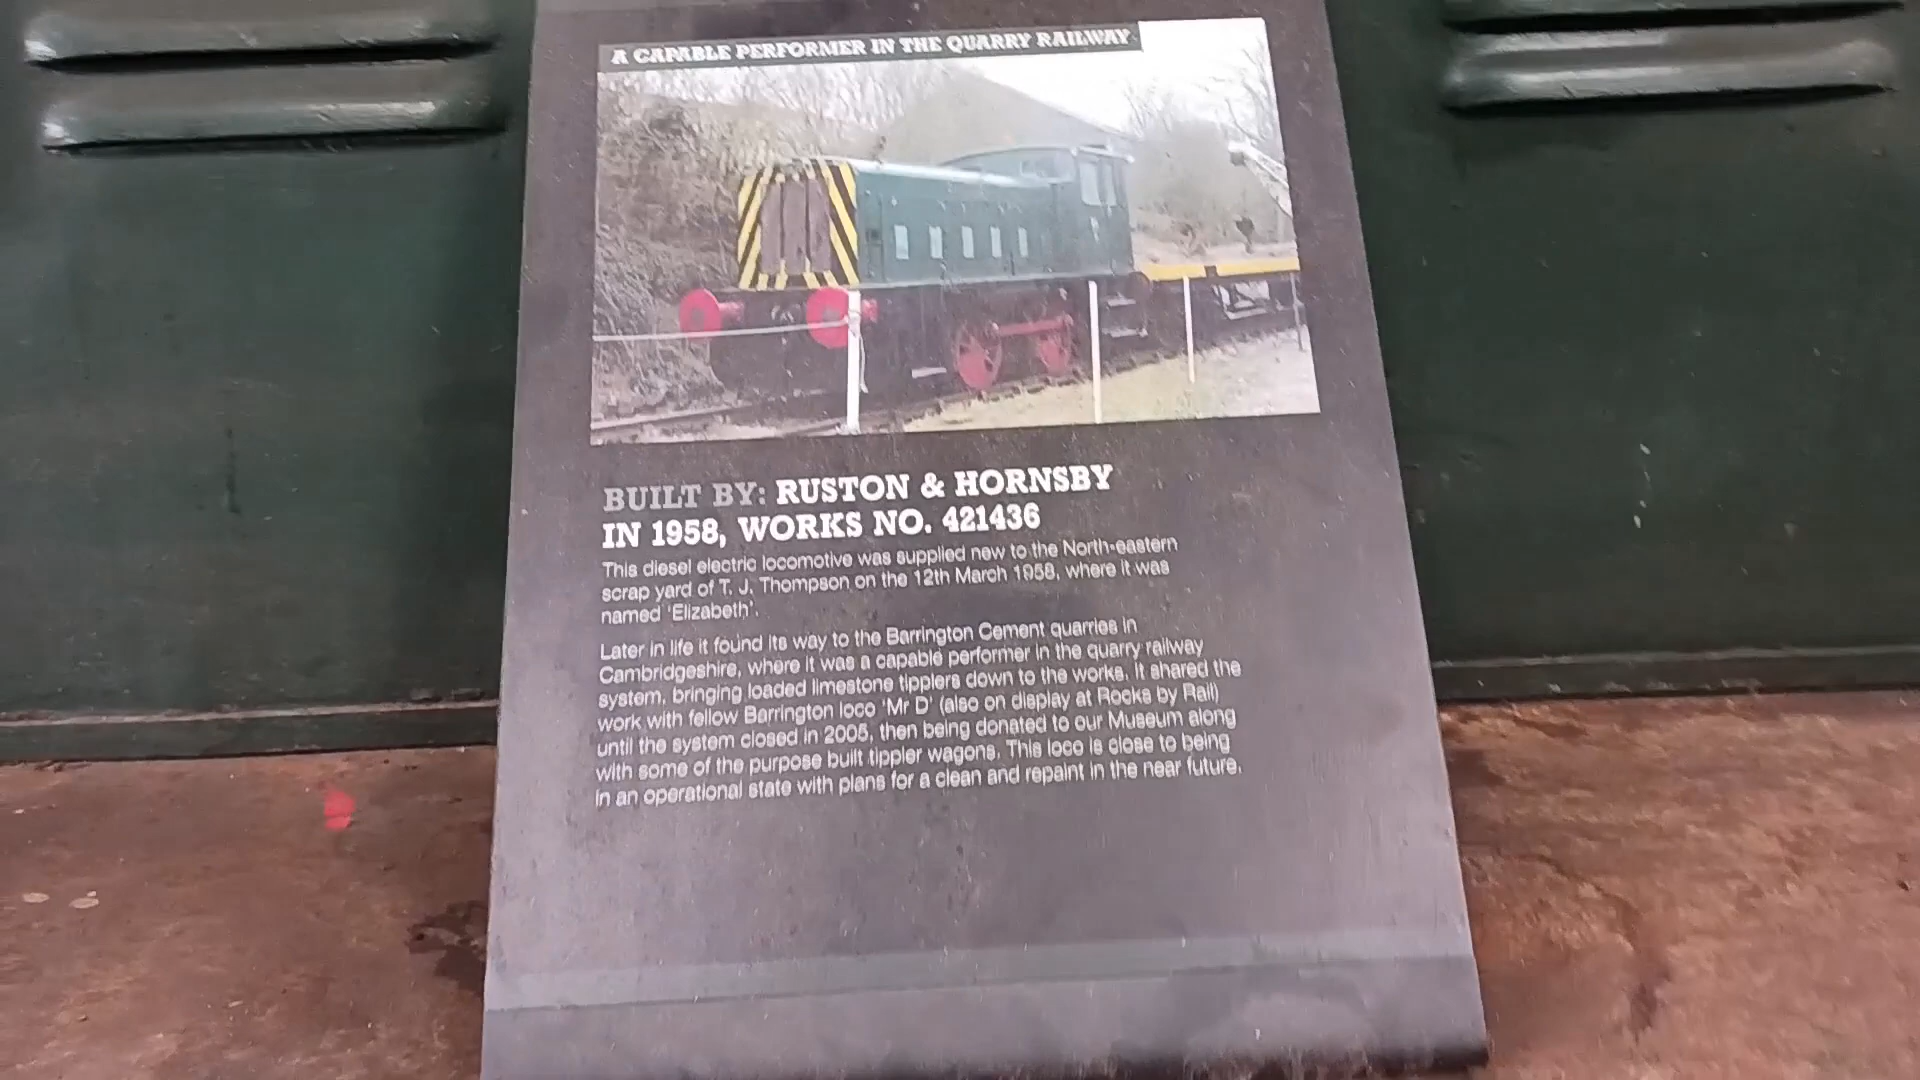 A CAPABLE PERFORMER IN THE QUARRY RAILWAY
BUILT BY: RUSTON & HORNSBY
IN 1958, WORKS NO. 421436
This diesel electric locomotive was supplied new to the North-eastern
scrap yard of T. J. Thompson on the 12th March 1958, where it was
named 'Elizabeth'.
Later in life it found its way to the Barrington Cement quarries in
Cambridgeshire, where it was a capable performer in the quarry railway
system, bringing loaded limestone tipplers down to the works. It shared the
work with fellow Barrington loco 'Mr D' (also on display at Rocks by Rail)
until the system closed in 2005, then being donated to our Museum along
with some of the purpose built tippler wagons. This loco is close to being
in an operational state with plans for a clean and repaint in the near future.